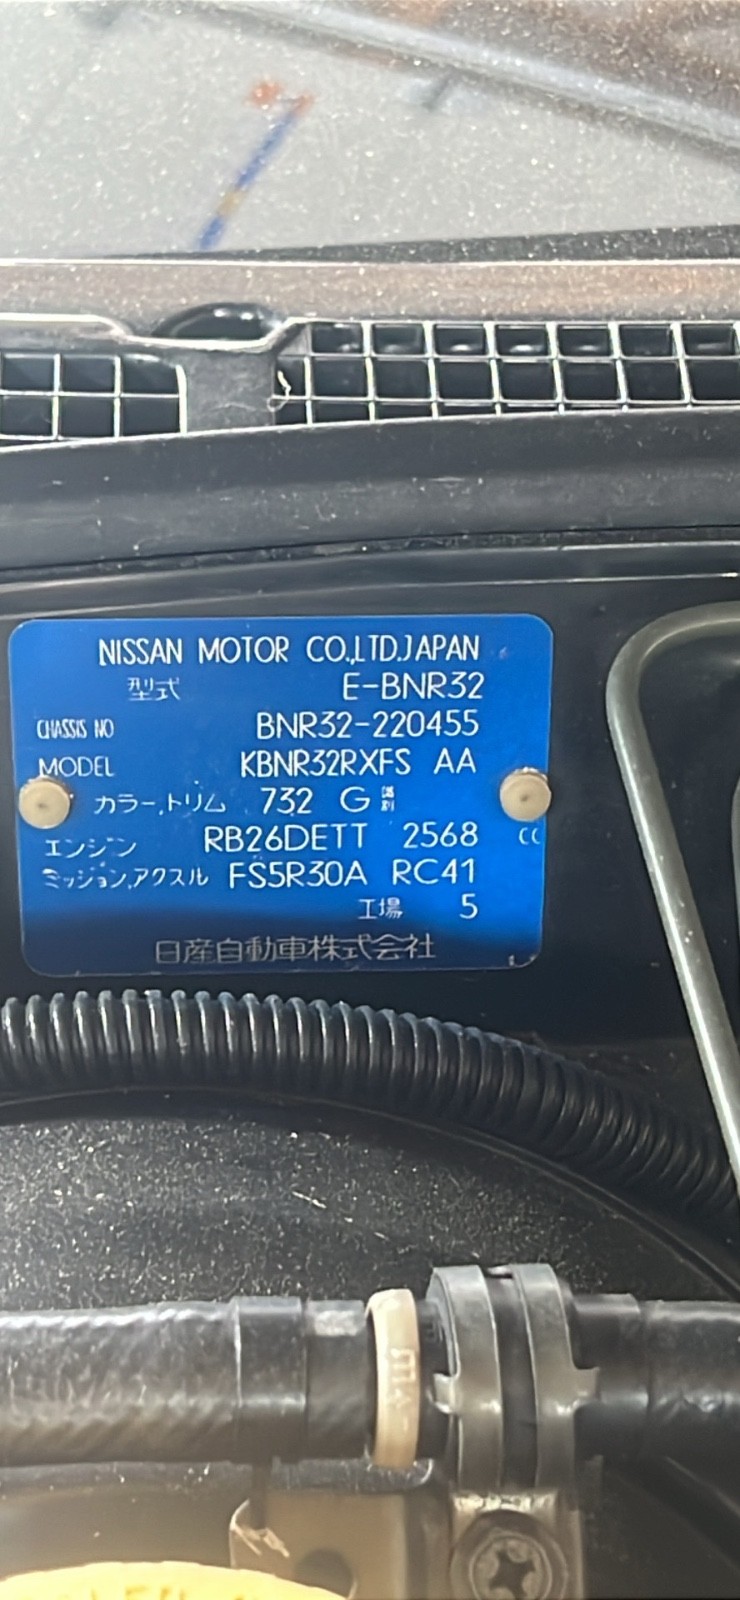 NISSAN MOTOR CO.,LTD.JAPAN
型式 E-BNR32
CHASSIS NO BNR32-220455
MODEL KBNR32RXFS AA
カラー,トリム 732 G 識別
エンジン RB26DETT 2568 cc
ミッション,アクスル FS5R30A RC41
工場 5
日産自動車株式会社